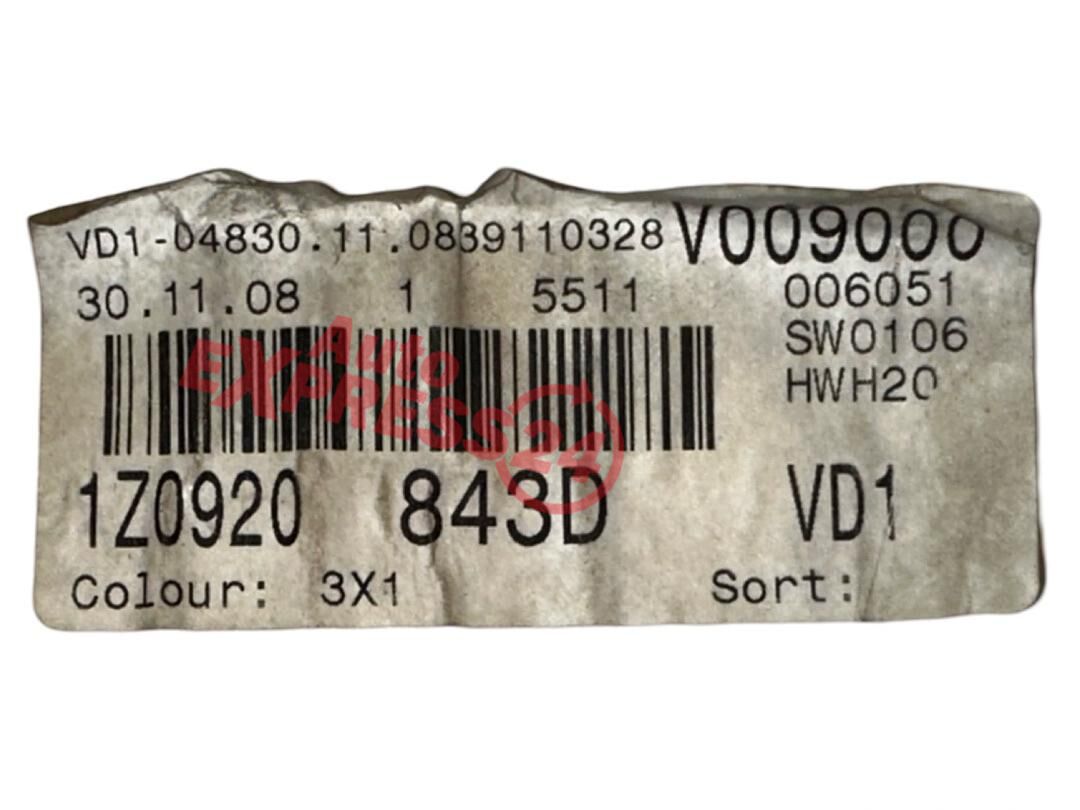 VD1-04830.11.0839110328 V009000
30.11.08 1 5511 006051
SW0106
HWH20
Auto
EXPRESS24
1Z0920 843D VD1
Colour: 3X1 Sort: